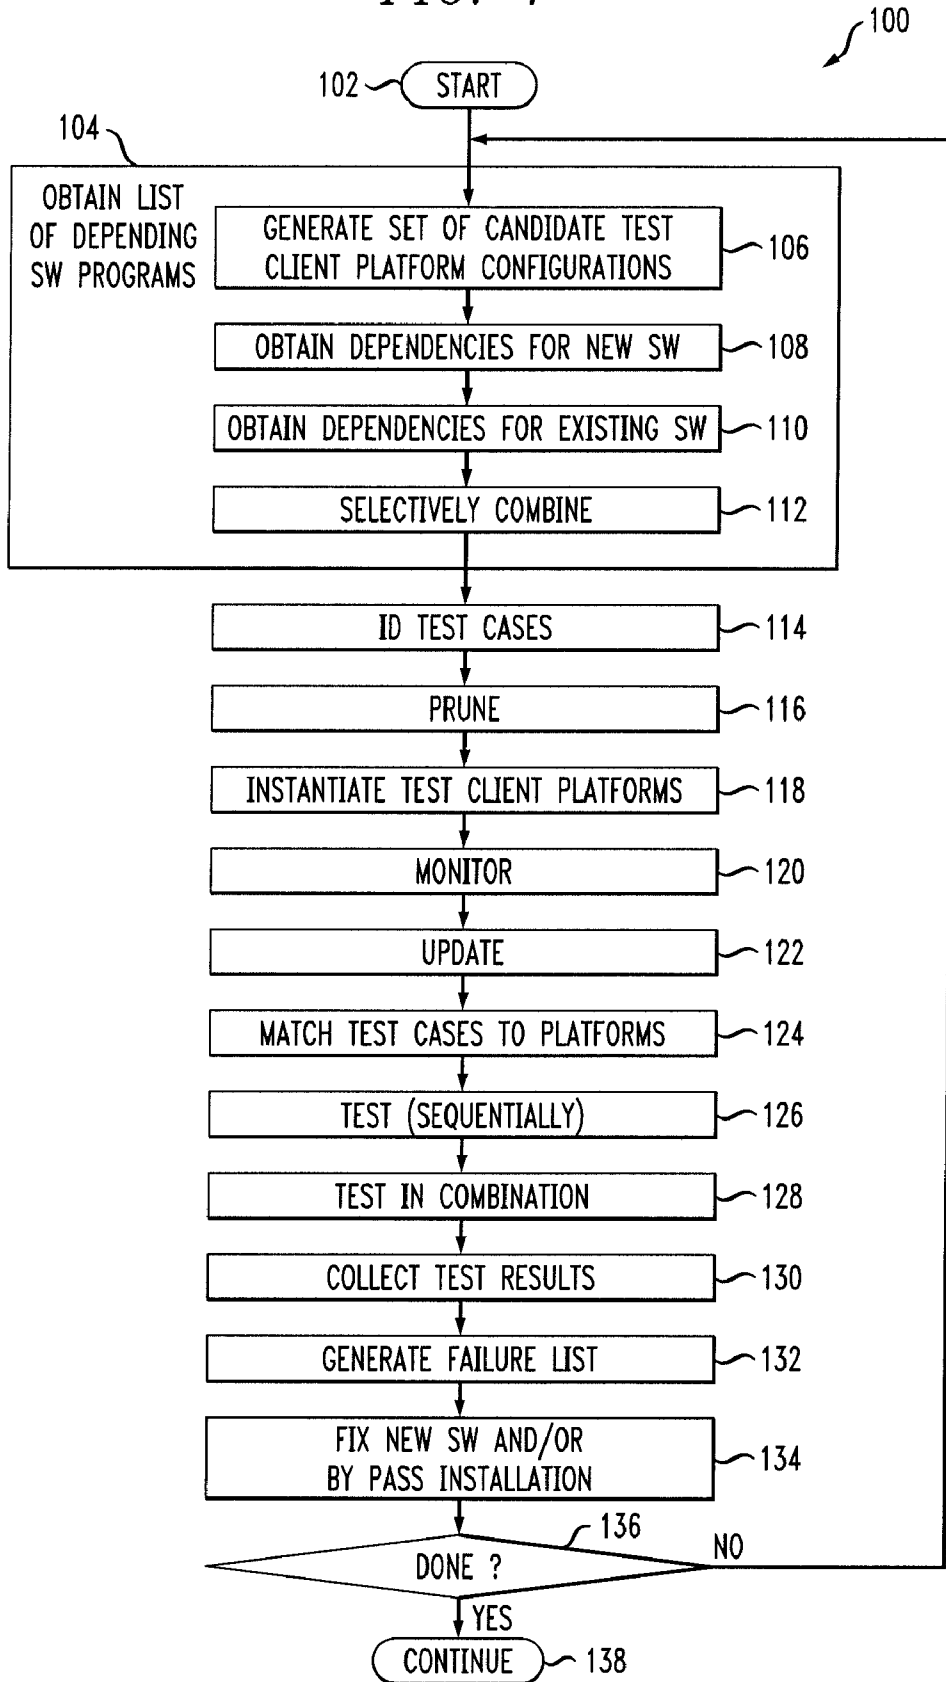 100
102
START
104
OBTAIN LIST
OF DEPENDING
SW PROGRAMS
GENERATE SET OF CANDIDATE TEST
CLIENT PLATFORM CONFIGURATIONS
106
OBTAIN DEPENDENCIES FOR NEW SW
108
OBTAIN DEPENDENCIES FOR EXISTING SW
110
SELECTIVELY COMBINE
112
ID TEST CASES
114
PRUNE
116
INSTANTIATE TEST CLIENT PLATFORMS
118
MONITOR
120
UPDATE
122
MATCH TEST CASES TO PLATFORMS
124
TEST (SEQUENTIALLY)
126
TEST IN COMBINATION
128
COLLECT TEST RESULTS
130
GENERATE FAILURE LIST
132
FIX NEW SW AND/OR
BY PASS INSTALLATION
134
136
DONE ?
NO
YES
CONTINUE
138